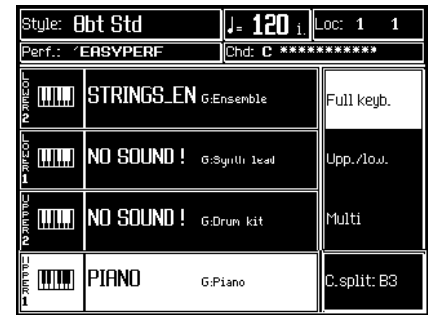 Style: 8bt Std ♩= 120 i. Loc: 1 1
Perf.: 'EASYPERF Chd: C ***********
LOWER 2 STRINGS_EN G:Ensemble Full keyb.
LOWER 1 NO SOUND ! G:Synth lead Upp./low.
UPPER 2 NO SOUND ! G:Drum kit Multi
UPPER 1 PIANO G:Piano C.split: B3